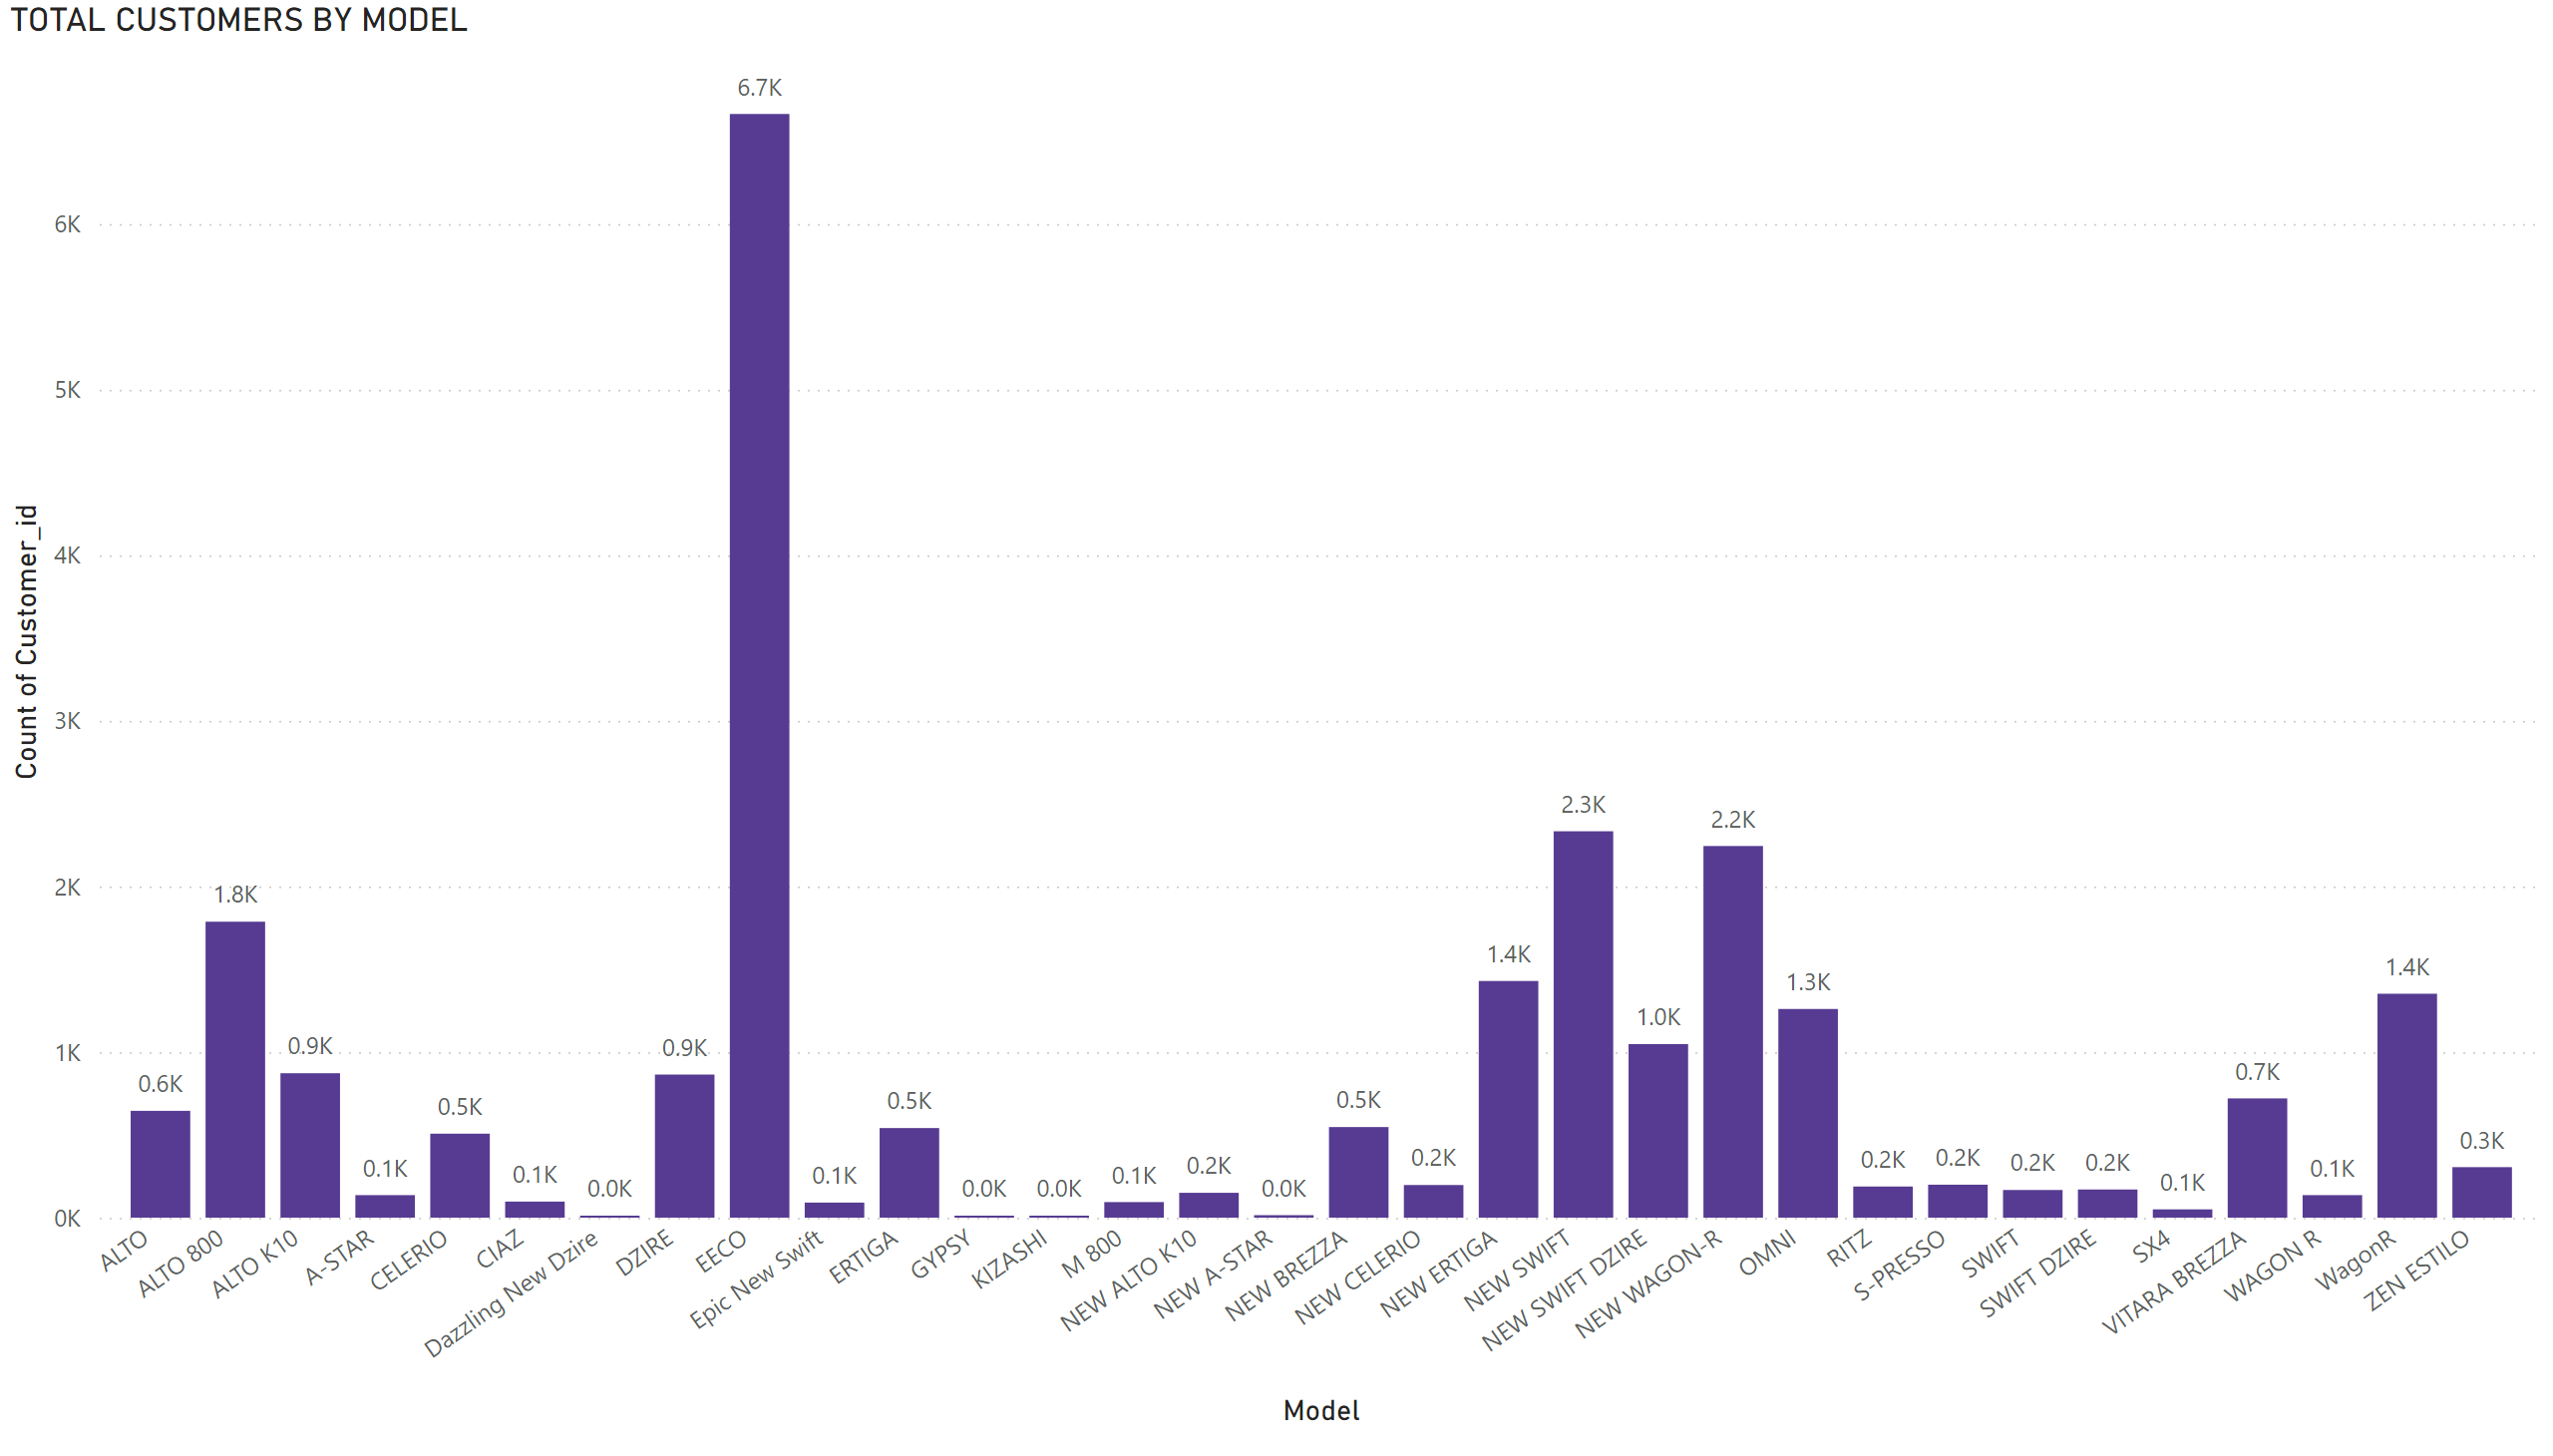 TOTAL CUSTOMERS BY MODEL
Count of Customer_id
6K
5K
4K
3K
2K
1K
0K
0.6K
1.8K
0.9K
0.1K
0.5K
0.1K
0.0K
0.9K
6.7K
0.1K
0.5K
0.0K
0.0K
0.1K
0.2K
0.0K
0.5K
0.2K
1.4K
2.3K
1.0K
2.2K
1.3K
0.2K
0.2K
0.2K
0.2K
0.1K
0.7K
0.1K
1.4K
0.3K
ALTO
ALTO 800
ALTO K10
A-STAR
CELERIO
CIAZ
Dazzling New Dzire
DZIRE
EECO
Epic New Swift
ERTIGA
GYPSY
KIZASHI
M 800
NEW ALTO K10
NEW A-STAR
NEW BREZZA
NEW CELERIO
NEW ERTIGA
NEW SWIFT
NEW SWIFT DZIRE
NEW WAGON-R
OMNI
RITZ
S-PRESSO
SWIFT
SWIFT DZIRE
SX4
VITARA BREZZA
WAGON R
WagonR
ZEN ESTILO
Model